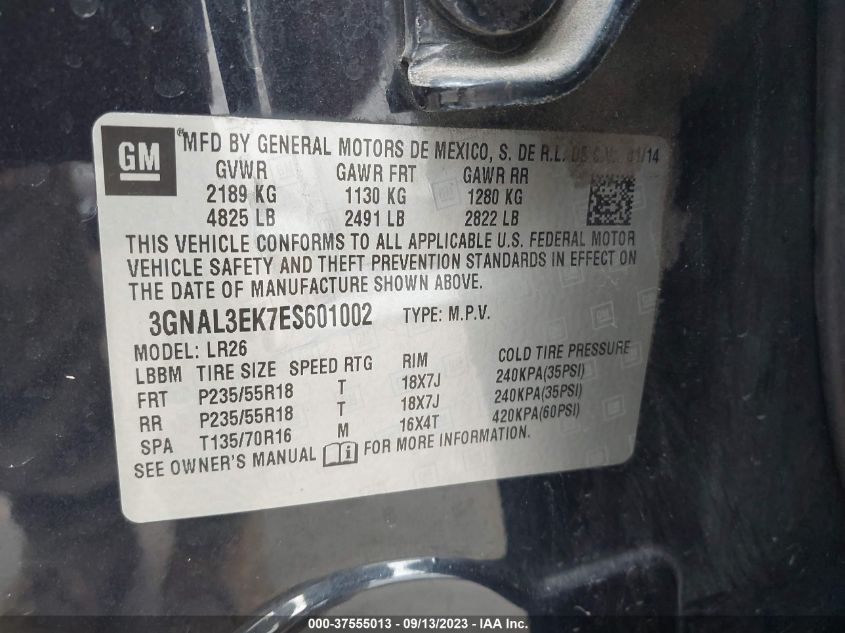 GM
®MFD BY GENERAL MOTORS DE MEXICO, S. DE R.L. DE C.V. 01/14
GVWR GAWR FRT GAWR RR
2189 KG 1130 KG 1280 KG
4825 LB 2491 LB 2822 LB
THIS VEHICLE CONFORMS TO ALL APPLICABLE U.S. FEDERAL MOTOR
VEHICLE SAFETY AND THEFT PREVENTION STANDARDS IN EFFECT ON
THE DATE OF MANUFACTURE SHOWN ABOVE.
3GNAL3EK7ES601002 TYPE: M.P.V.
MODEL: LR26
LBBM TIRE SIZE SPEED RTG RIM COLD TIRE PRESSURE
FRT P235/55R18 T 18X7J 240KPA(35PSI)
RR P235/55R18 T 18X7J 240KPA(35PSI)
SPA T135/70R16 M 16X4T 420KPA(60PSI)
SEE OWNER'S MANUAL i FOR MORE INFORMATION.
000-37555013 - 09/13/2023 - IAA Inc.